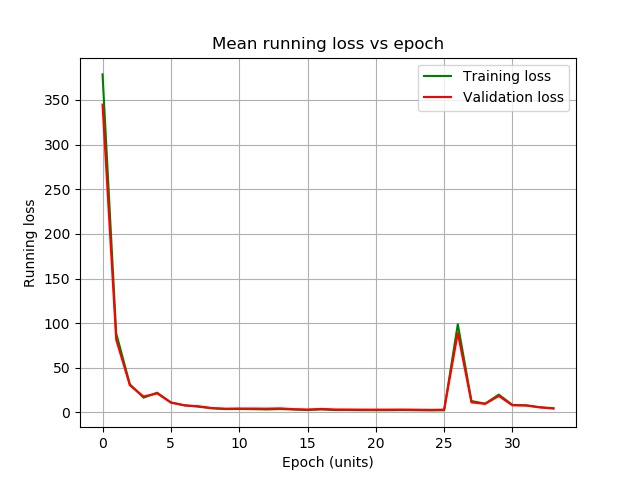 Mean running loss vs epoch
Training loss
Validation loss
350
300
250
200
150
100
50
0
Running loss
0 5 10 15 20 25 30
Epoch (units)